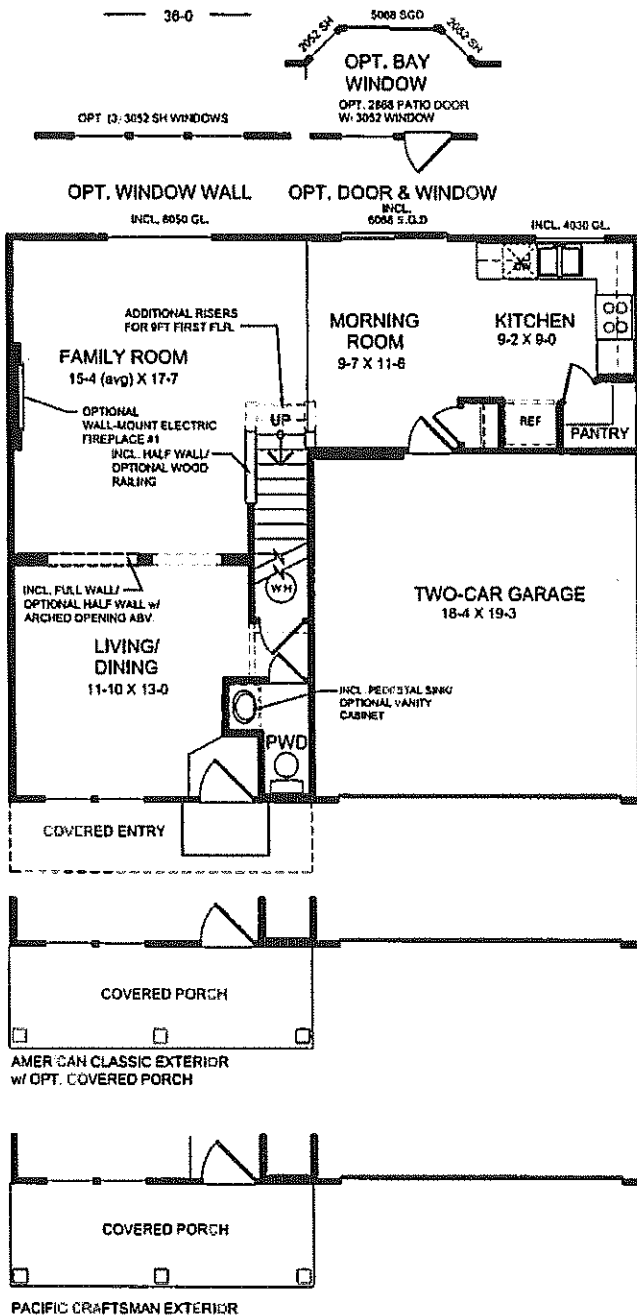 36-0
5068 SGD
2052 SH
2052 SH
OPT. BAY
WINDOW
OPT. 2868 PATIO DOOR
W/ 3052 WINDOW
OPT (3) 3052 SH WINDOWS
OPT. WINDOW WALL
OPT. DOOR & WINDOW
INCL. 6050 GL.
INCL.
6068 S.G.D
INCL. 4030 GL.
DW
ADDITIONAL RISERS
FOR 9FT FIRST FLR.
MORNING
ROOM
9-7 X 11-6
KITCHEN
9-2 X 9-0
FAMILY ROOM
15-4 (avg) X 17-7
OPTIONAL
WALL-MOUNT ELECTRIC
FIREPLACE #1
UP
REF
PANTRY
INCL. HALF WALL/
OPTIONAL WOOD
RAILING
WH
TWO-CAR GARAGE
18-4 X 19-3
INCL. FULL WALL/
OPTIONAL HALF WALL w/
ARCHED OPENING ABV.
LIVING/
DINING
11-10 X 13-0
INCL. PEDESTAL SINK/
OPTIONAL VANITY
CABINET
PWD
COVERED ENTRY
COVERED PORCH
AMERICAN CLASSIC EXTERIOR
w/ OPT. COVERED PORCH
COVERED PORCH
PACIFIC CRAFTSMAN EXTERIOR